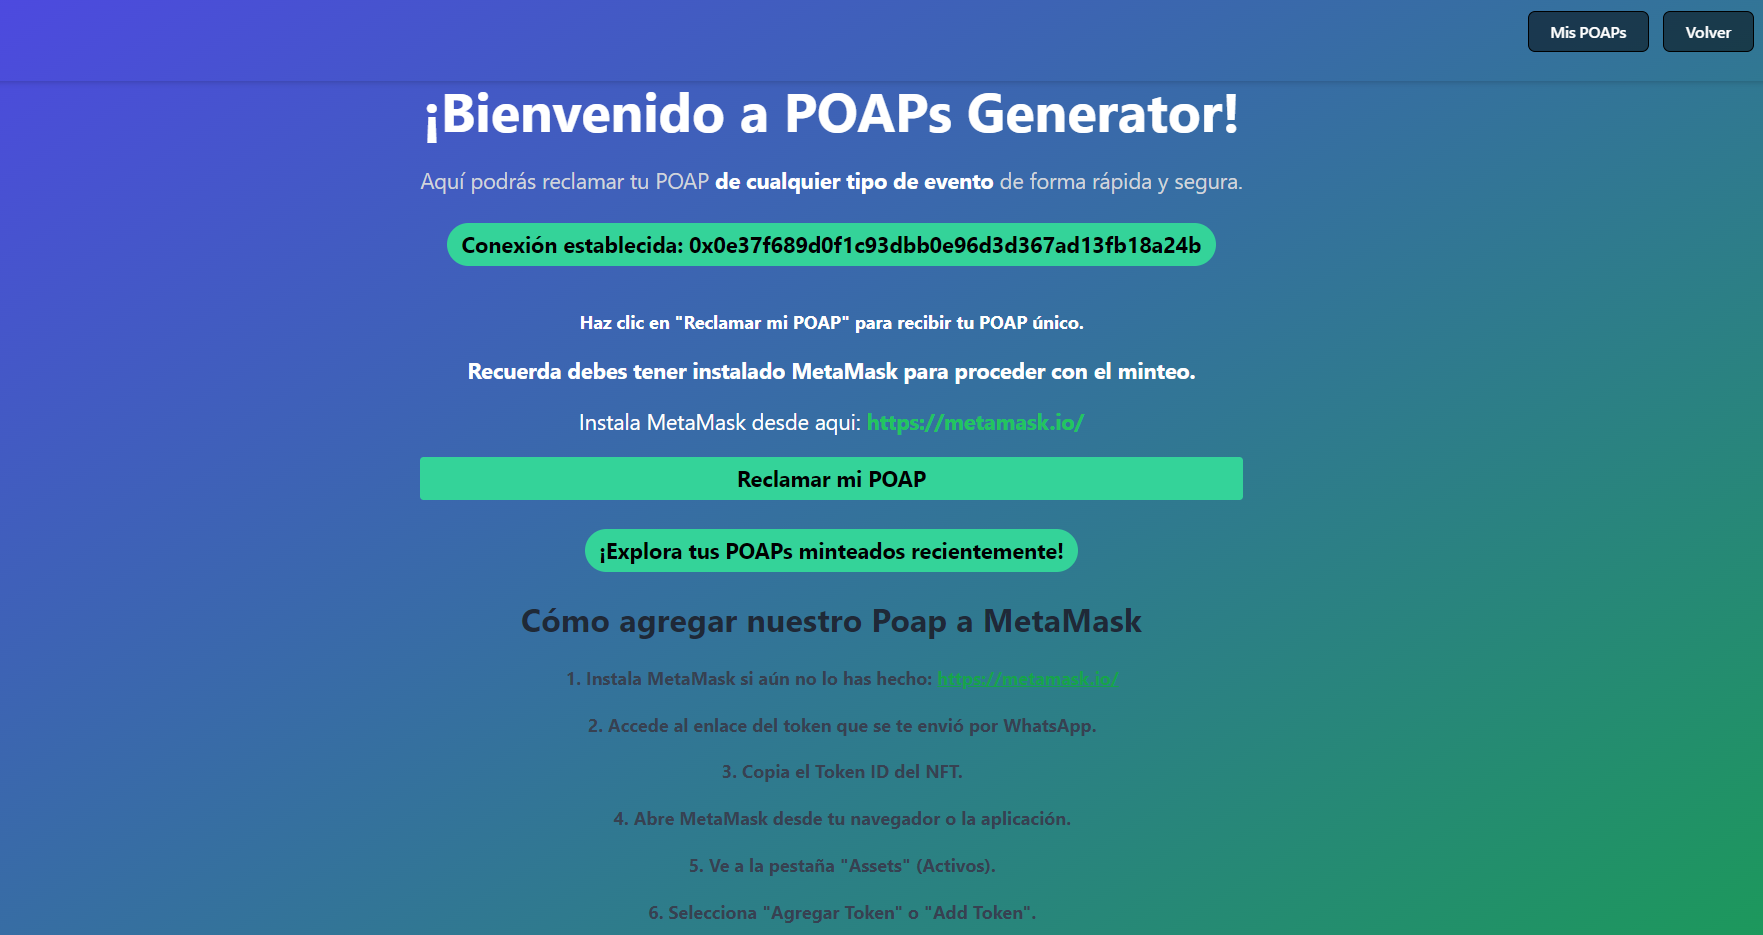 Mis POAPs
Volver
¡Bienvenido a POAPs Generator!
Aquí podrás reclamar tu POAP de cualquier tipo de evento de forma rápida y segura.
Conexión establecida: 0x0e37f689d0f1c93dbb0e96d3d367ad13fb18a24b
Haz clic en "Reclamar mi POAP" para recibir tu POAP único.
Recuerda debes tener instalado MetaMask para proceder con el minteo.
Instala MetaMask desde aqui: https://metamask.io/
Reclamar mi POAP
¡Explora tus POAPs minteados recientemente!
Cómo agregar nuestro Poap a MetaMask
1. Instala MetaMask si aún no lo has hecho: https://metamask.io/
2. Accede al enlace del token que se te envió por WhatsApp.
3. Copia el Token ID del NFT.
4. Abre MetaMask desde tu navegador o la aplicación.
5. Ve a la pestaña "Assets" (Activos).
6. Selecciona "Agregar Token" o "Add Token".